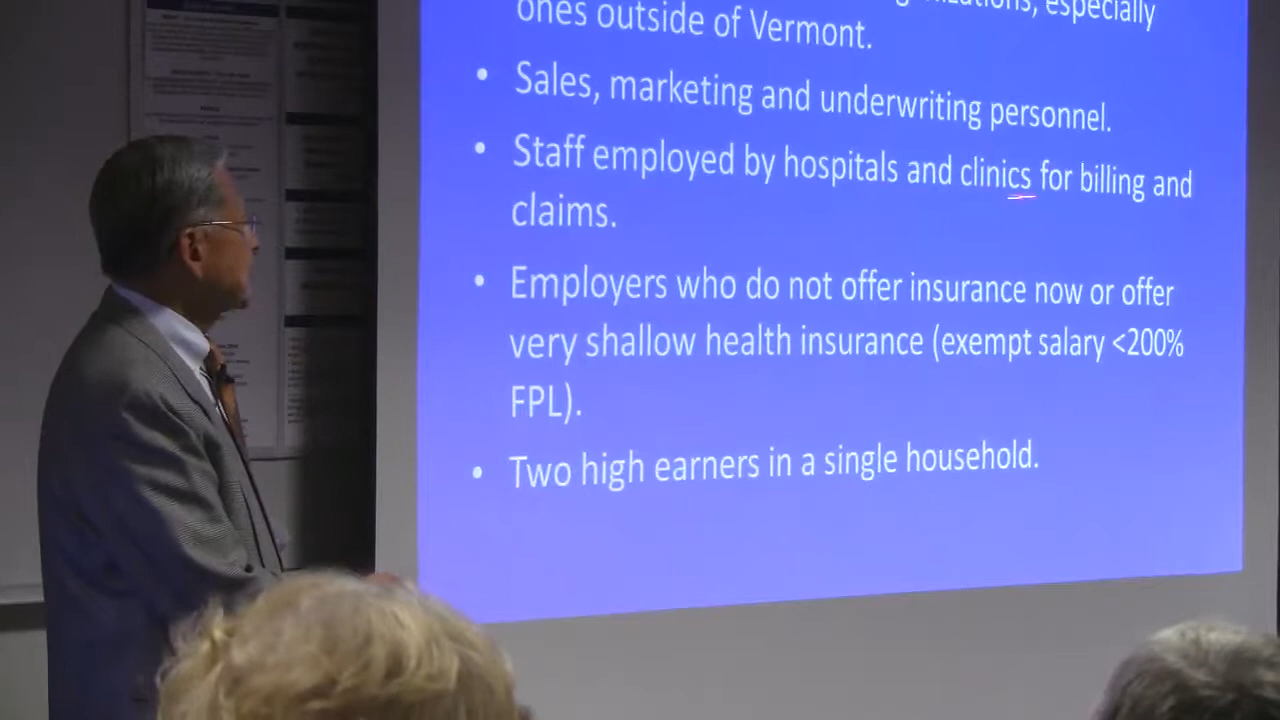 especially
ones outside of Vermont.
• Sales, marketing and underwriting personnel.
• Staff employed by hospitals and clinics for billing and
claims.
• Employers who do not offer insurance now or offer
very shallow health insurance (exempt salary <200%
FPL).
• Two high earners in a single household.